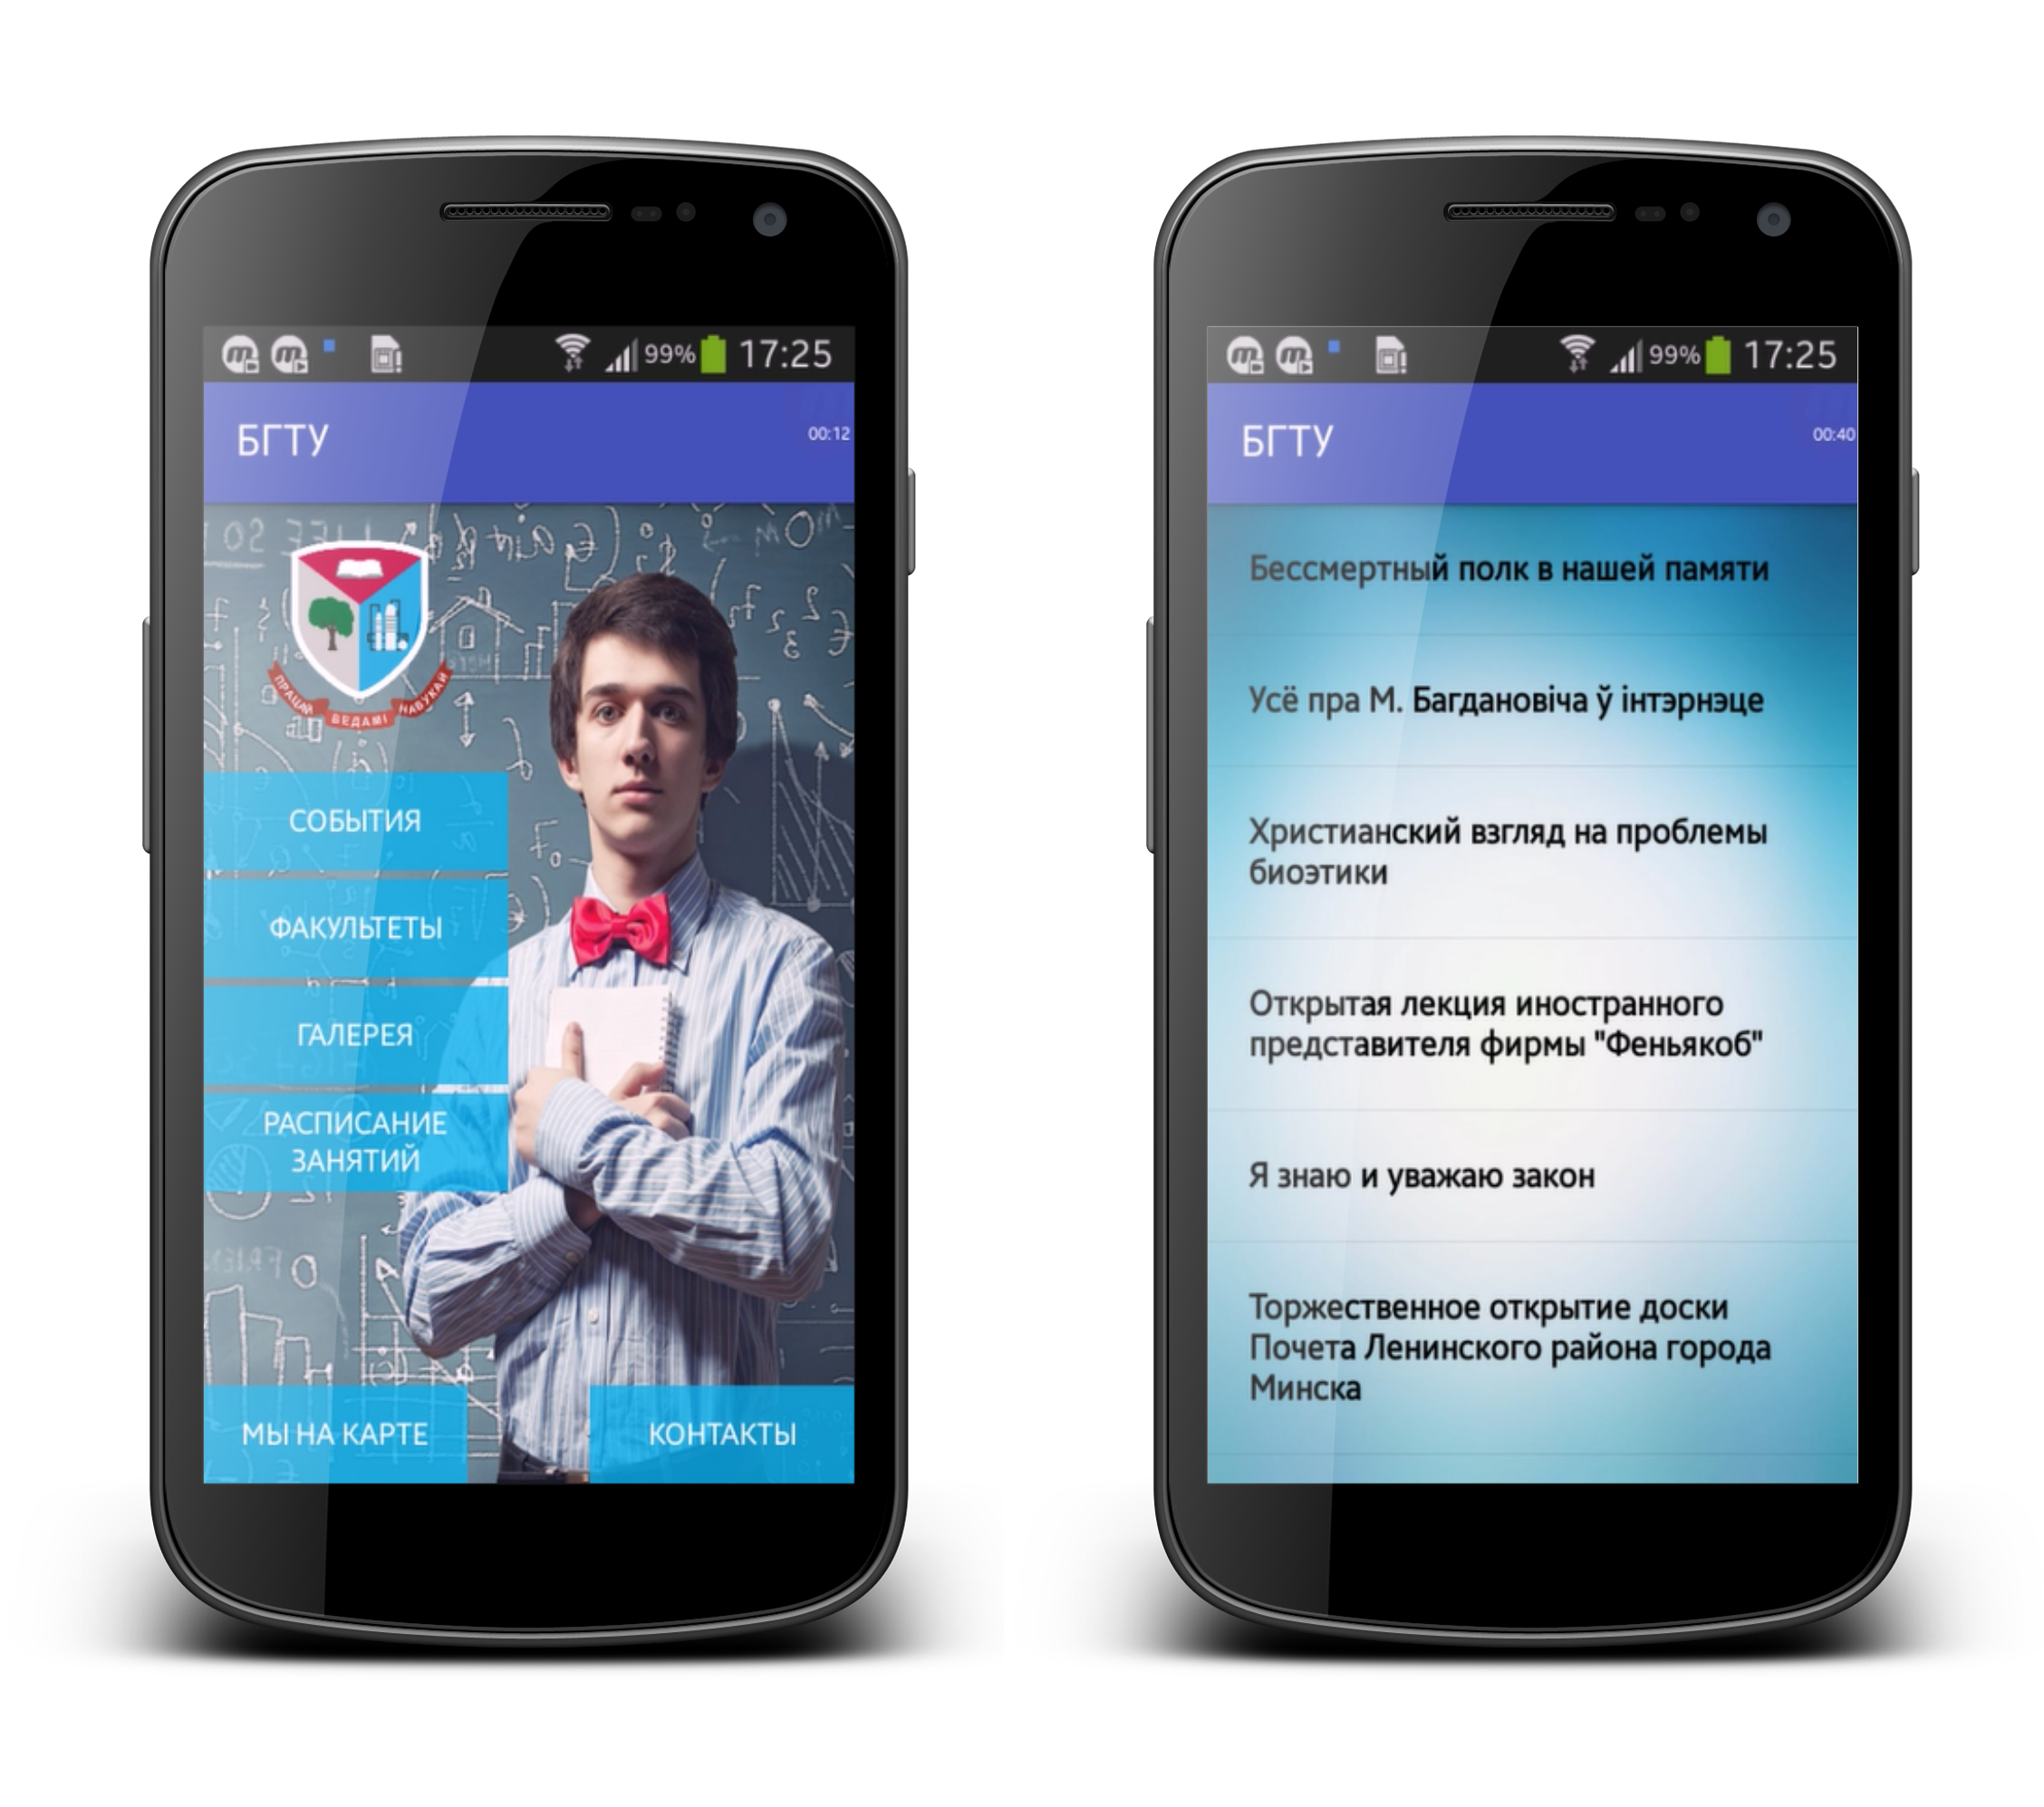 99% 17:25
БГТУ
00:12
ПРАЦАЙ ВЕДАМІ НАВУКАЙ
СОБЫТИЯ
ФАКУЛЬТЕТЫ
ГАЛЕРЕЯ
РАСПИСАНИЕ
ЗАНЯТИЙ
МЫ НА КАРТЕ
КОНТАКТЫ
99% 17:25
БГТУ
00:40
Бессмертный полк в нашей памяти
Усё пра М. Багдановіча ў інтэрнэце
Христианский взгляд на проблемы
биоэтики
Открытая лекция иностранного
представителя фирмы "Феньякоб"
Я знаю и уважаю закон
Торжественное открытие доски
Почета Ленинского района города
Минска